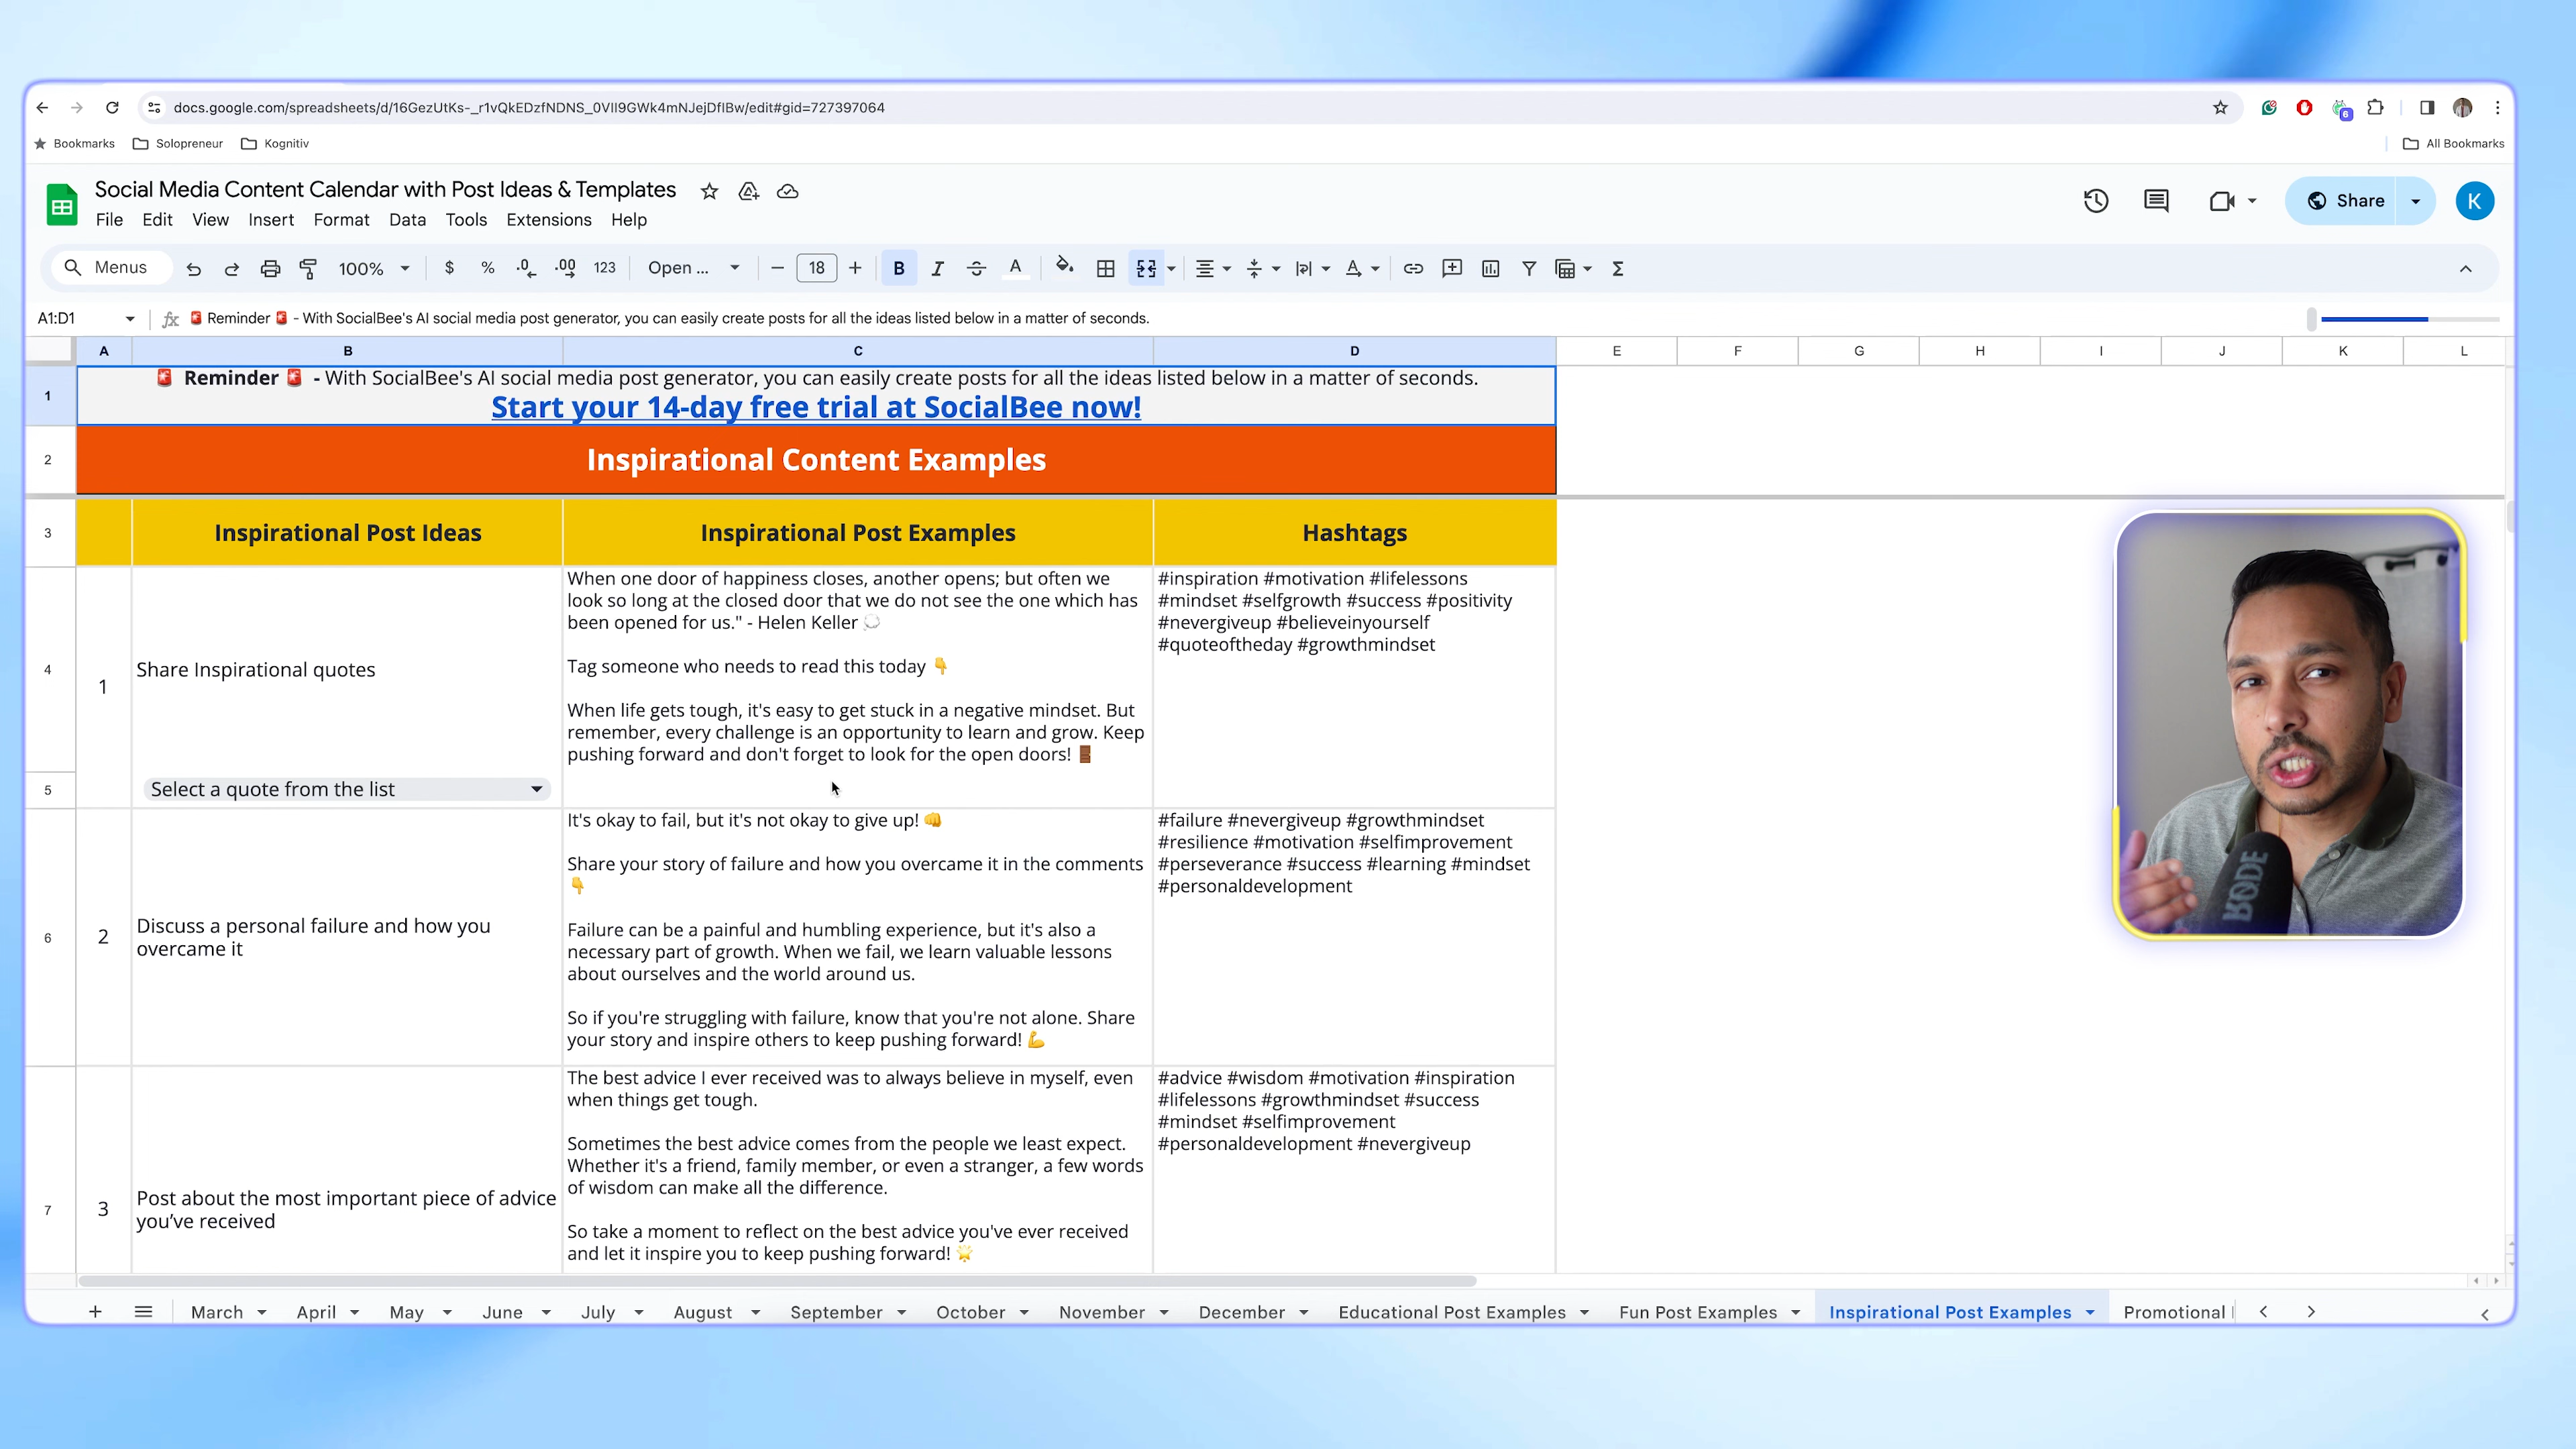 docs.google.com/spreadsheets/d/16GezUtKs-_r1vQkEDzfNDNS_0VII9GWk4mNJejDfIBw/edit#gid=727397064
6
Bookmarks Solopreneur Kognitiv All Bookmarks
Social Media Content Calendar with Post Ideas & Templates
File Edit View Insert Format Data Tools Extensions Help
Share K
Menus 100% $ % .0 .00 123 Open ... 18 B I A A Σ
A1:D1 fx 🚨 Reminder 🚨 - With SocialBee's AI social media post generator, you can easily create posts for all the ideas listed below in a matter of seconds.
A B C D E F G H I J K L
1
🚨 Reminder 🚨 - With SocialBee's AI social media post generator, you can easily create posts for all the ideas listed below in a matter of seconds.
Start your 14-day free trial at SocialBee now!
2 Inspirational Content Examples
3 Inspirational Post Ideas Inspirational Post Examples Hashtags
4
1
Share Inspirational quotes
When one door of happiness closes, another opens; but often we
look so long at the closed door that we do not see the one which has
been opened for us." - Helen Keller 💭
Tag someone who needs to read this today 👇
When life gets tough, it's easy to get stuck in a negative mindset. But
remember, every challenge is an opportunity to learn and grow. Keep
pushing forward and don't forget to look for the open doors! 🚪
#inspiration #motivation #lifelessons
#mindset #selfgrowth #success #positivity
#nevergiveup #believeinyourself
#quoteoftheday #growthmindset
5 Select a quote from the list
6
2
Discuss a personal failure and how you
overcame it
It's okay to fail, but it's not okay to give up! 👊
Share your story of failure and how you overcame it in the comments
👇
Failure can be a painful and humbling experience, but it's also a
necessary part of growth. When we fail, we learn valuable lessons
about ourselves and the world around us.
So if you're struggling with failure, know that you're not alone. Share
your story and inspire others to keep pushing forward! 💪
#failure #nevergiveup #growthmindset
#resilience #motivation #selfimprovement
#perseverance #success #learning #mindset
#personaldevelopment
7
3
Post about the most important piece of advice
you’ve received
The best advice I ever received was to always believe in myself, even
when things get tough.
Sometimes the best advice comes from the people we least expect.
Whether it's a friend, family member, or even a stranger, a few words
of wisdom can make all the difference.
So take a moment to reflect on the best advice you've ever received
and let it inspire you to keep pushing forward! 🌟
#advice #wisdom #motivation #inspiration
#lifelessons #growthmindset #success
#mindset #selfimprovement
#personaldevelopment #nevergiveup
RODE
March April May June July August September October November December Educational Post Examples Fun Post Examples Inspirational Post Examples Promotional